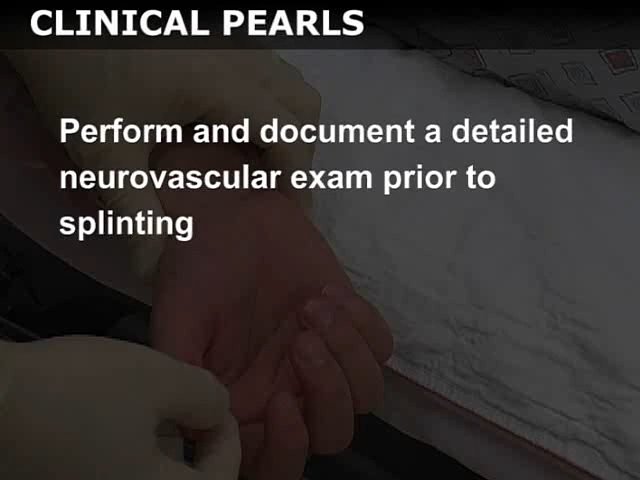 CLINICAL PEARLS
Perform and document a detailed
neurovascular exam prior to
splinting